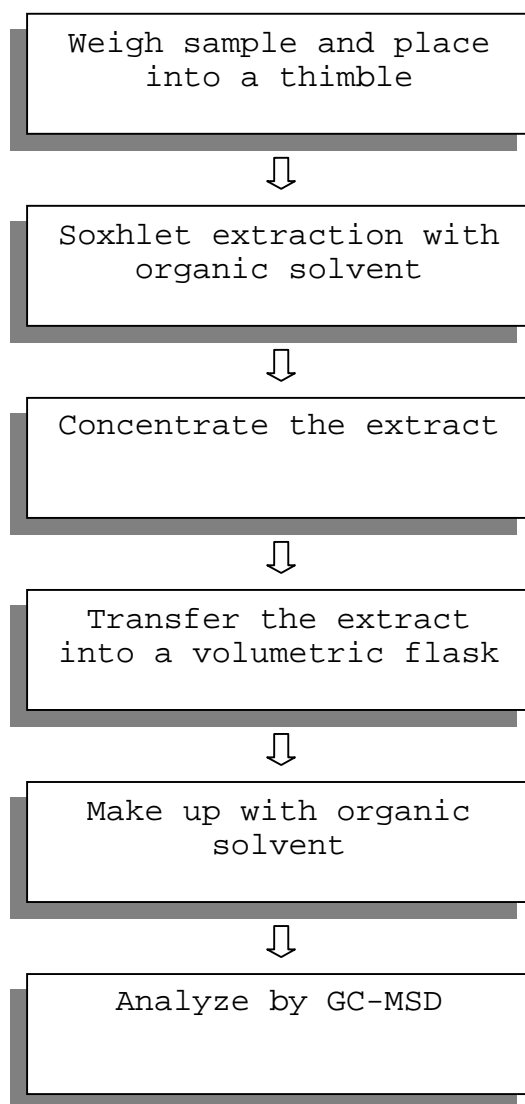 Weigh sample and place
into a thimble
Soxhlet extraction with
organic solvent
Concentrate the extract
Transfer the extract
into a volumetric flask
Make up with organic
solvent
Analyze by GC-MSD